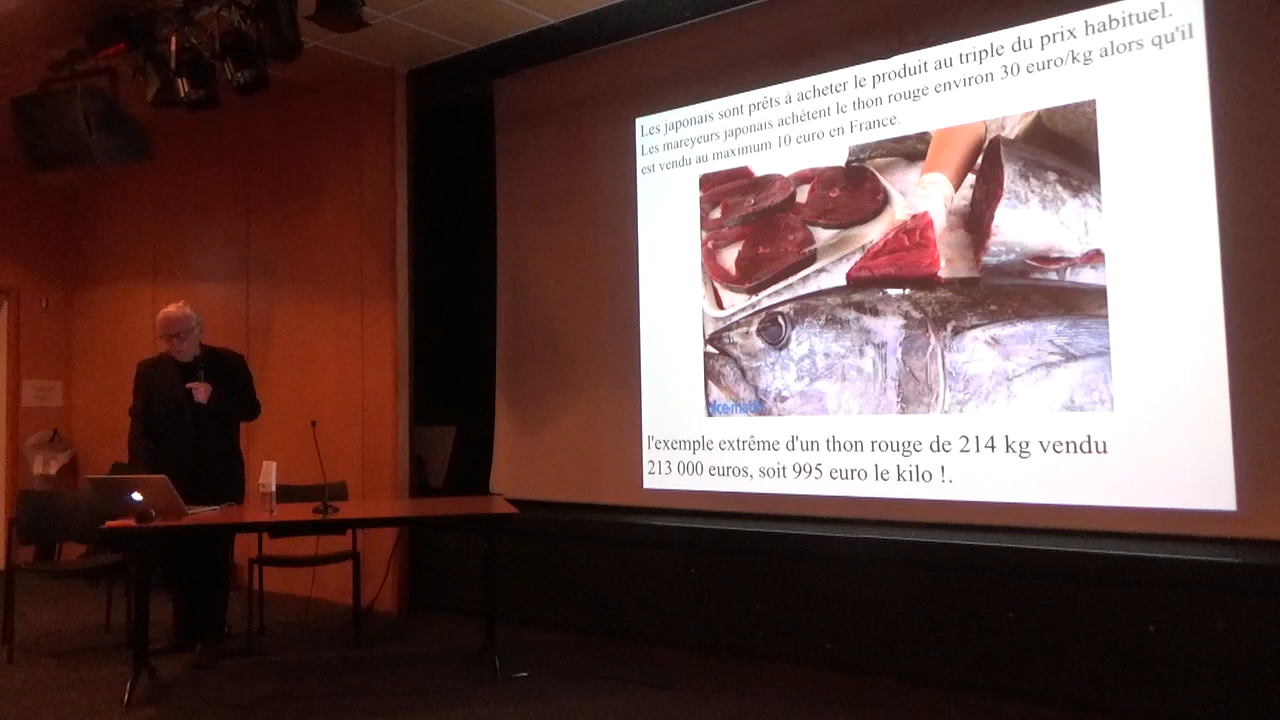 Les japonais sont prêts à acheter le produit au triple du prix habituel.
Les mareyeurs japonais achètent le thon rouge environ 30 euro/kg alors qu'il
est vendu au maximum 10 euro en France.
l'exemple extrême d'un thon rouge de 214 kg vendu
213 000 euros, soit 995 euro le kilo !.